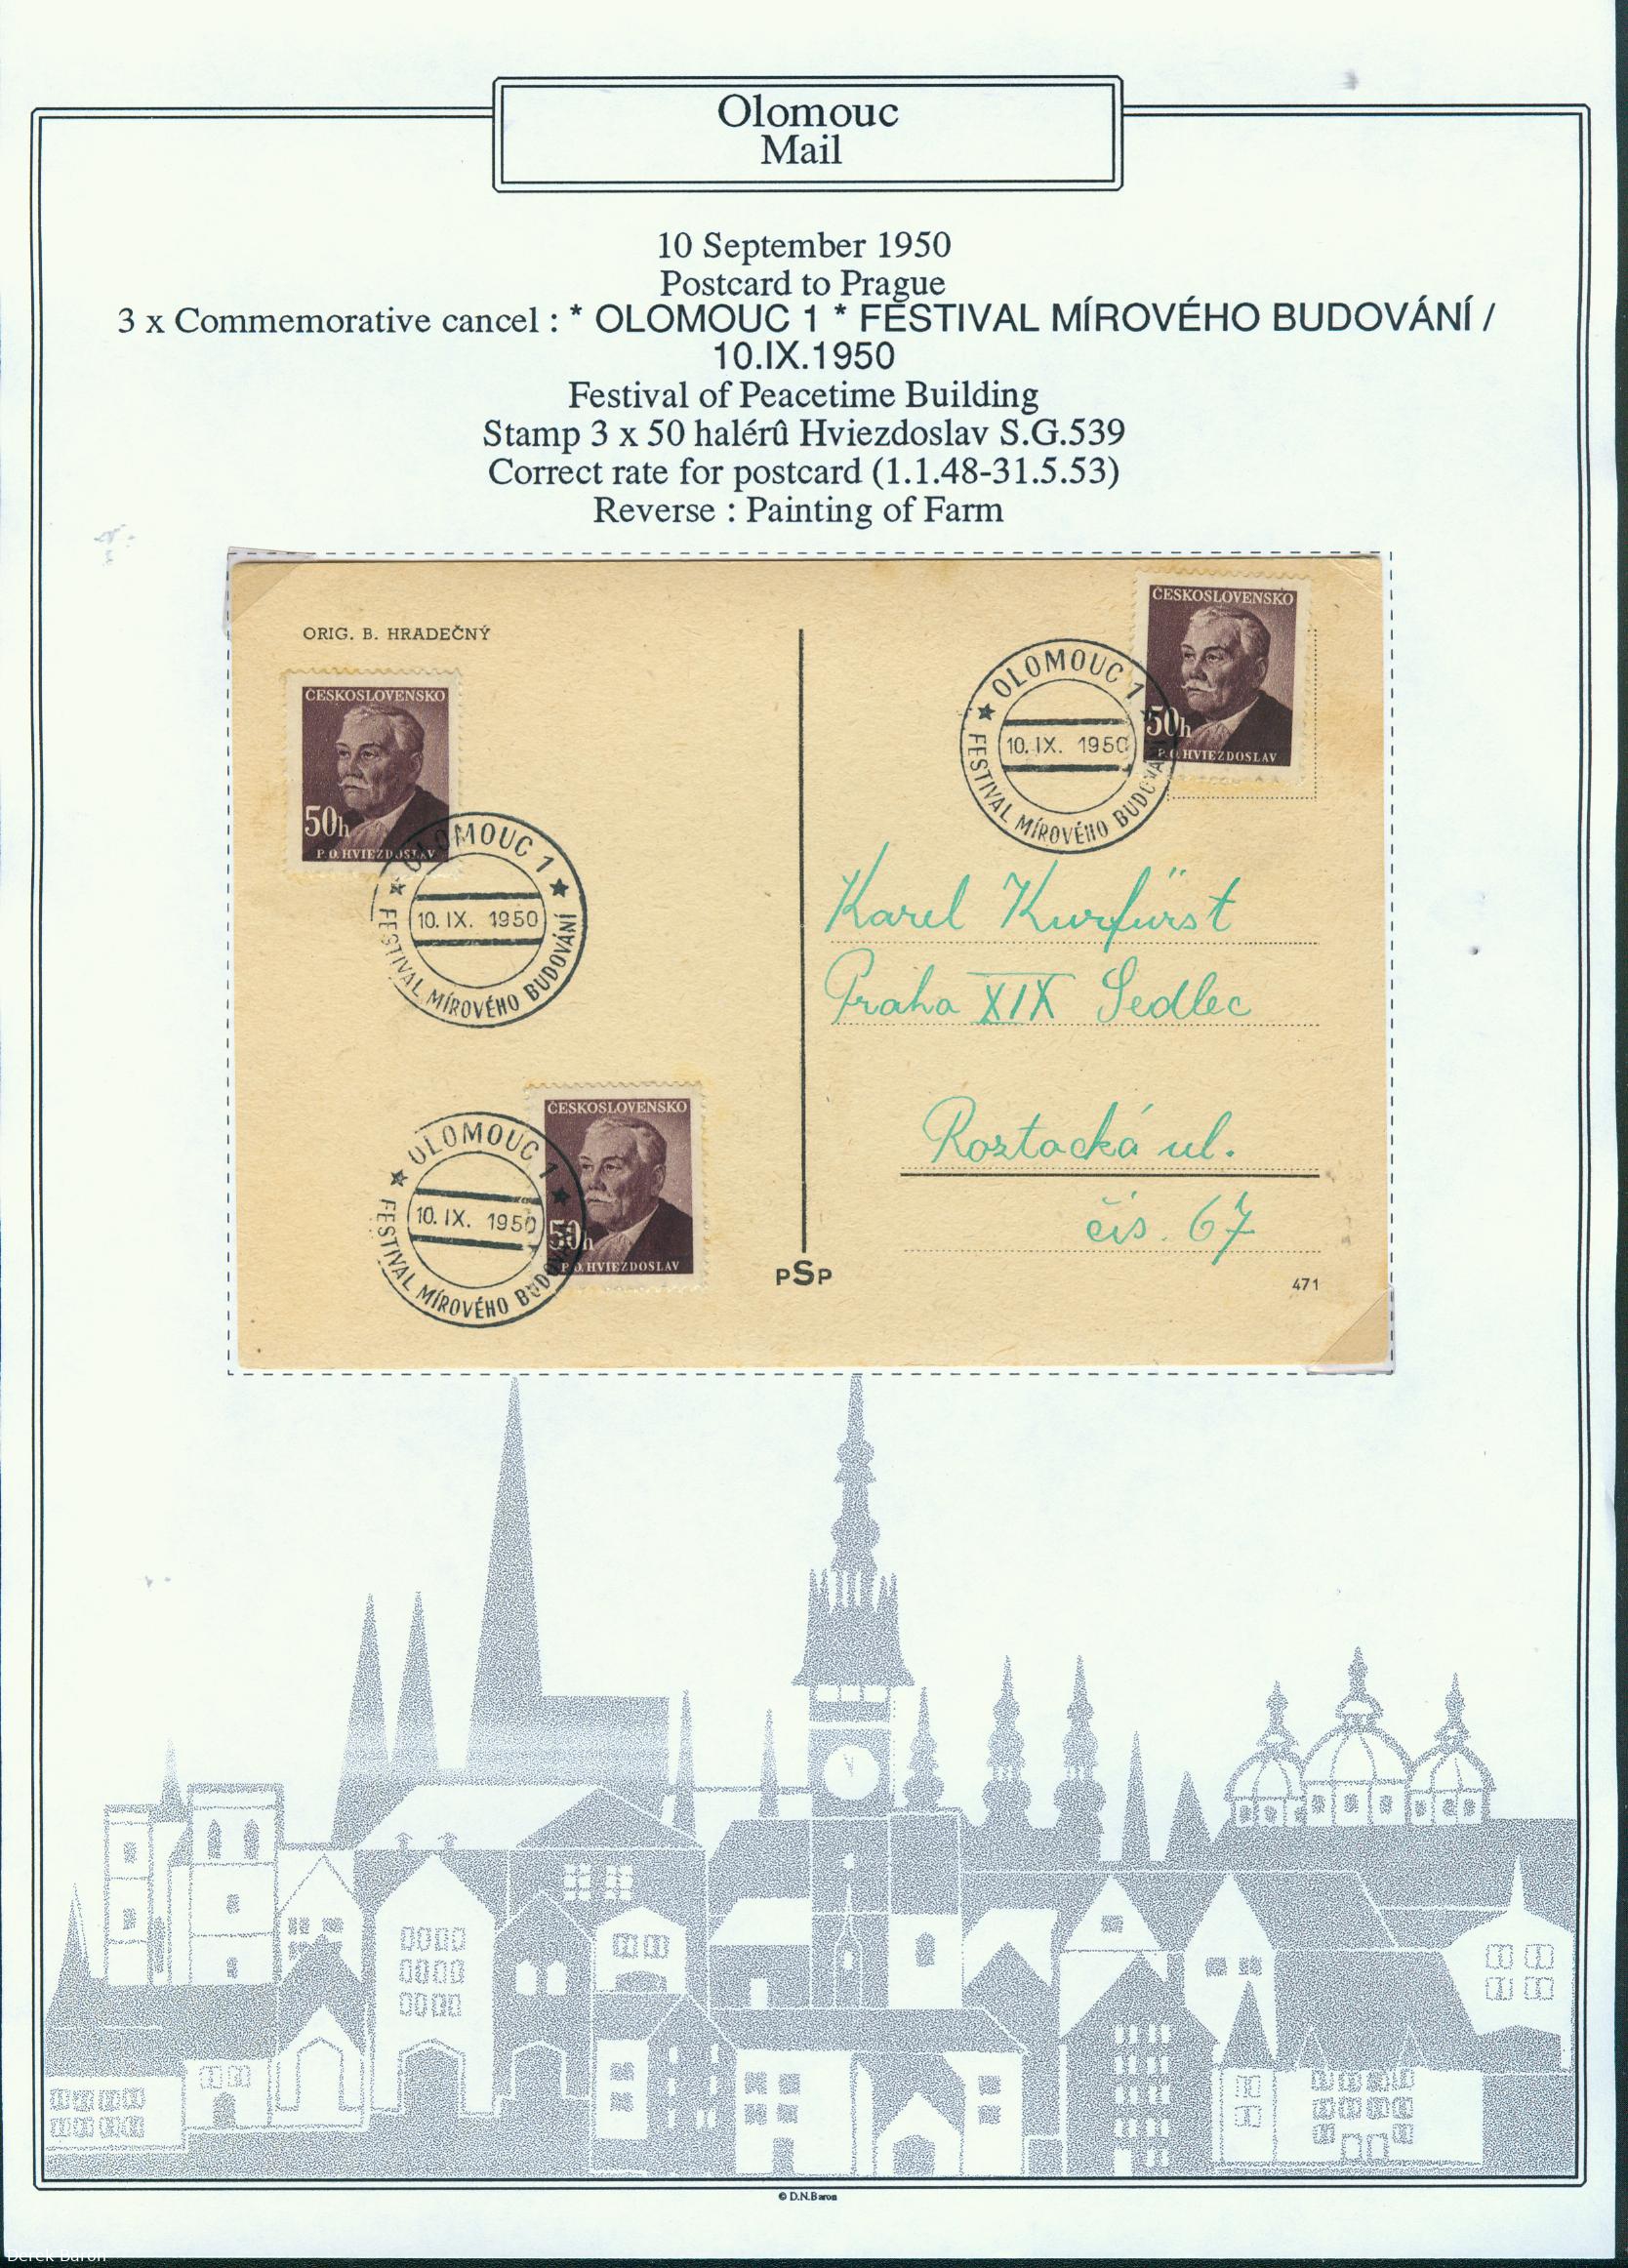 Olomouc
Mail
10 September 1950
Postcard to Prague
3 x Commemorative cancel : * OLOMOUC 1 * FESTIVAL MÍROVÉHO BUDOVÁNÍ /
10.IX.1950
Festival of Peacetime Building
Stamp 3 x 50 halérû Hviezdoslav S.G.539
Correct rate for postcard (1.1.48-31.5.53)
Reverse : Painting of Farm
ORIG. B. HRADEČNÝ
ČESKOSLOVENSKO
50h
P.O. HVIEZDOSLAV
OLOMOUC 1
10. IX. 1950
FESTIVAL MÍROVÉHO BUDOVÁNÍ
ČESKOSLOVENSKO
50h
P.O. HVIEZDOSLAV
OLOMOUC 1
10. IX. 1950
FESTIVAL MÍROVÉHO BUDOVÁNÍ
ČESKOSLOVENSKO
50h
P.O. HVIEZDOSLAV
OLOMOUC 1
10. IX. 1950
FESTIVAL MÍROVÉHO BUDOVÁNÍ
Karel Kurfürst
Praha XIX Sedlec
Roztocká ul.
čís. 67
PSP
471
© D.N.Baron
Derek Baron